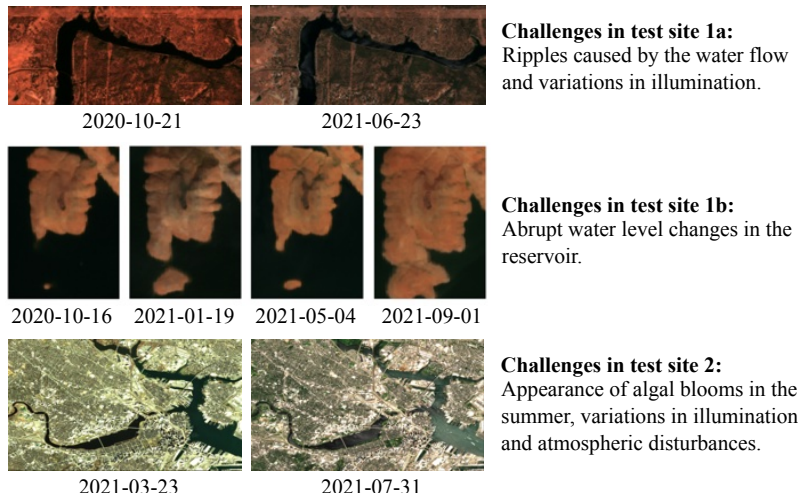 Challenges in test site 1a:
Ripples caused by the water flow
and variations in illumination.
2020-10-21 2021-06-23
Challenges in test site 1b:
Abrupt water level changes in the
reservoir.
2020-10-16 2021-01-19 2021-05-04 2021-09-01
Challenges in test site 2:
Appearance of algal blooms in the
summer, variations in illumination
and atmospheric disturbances.
2021-03-23 2021-07-31